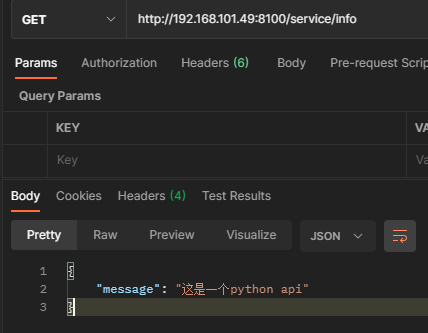 GET http://192.168.101.49:8100/service/info
Params Authorization Headers (6) Body Pre-request Scrip
Query Params
KEY VA
Key Va
Body Cookies Headers (4) Test Results
Pretty Raw Preview Visualize JSON
1 {
2 "message": "这是一个python api"
3 }